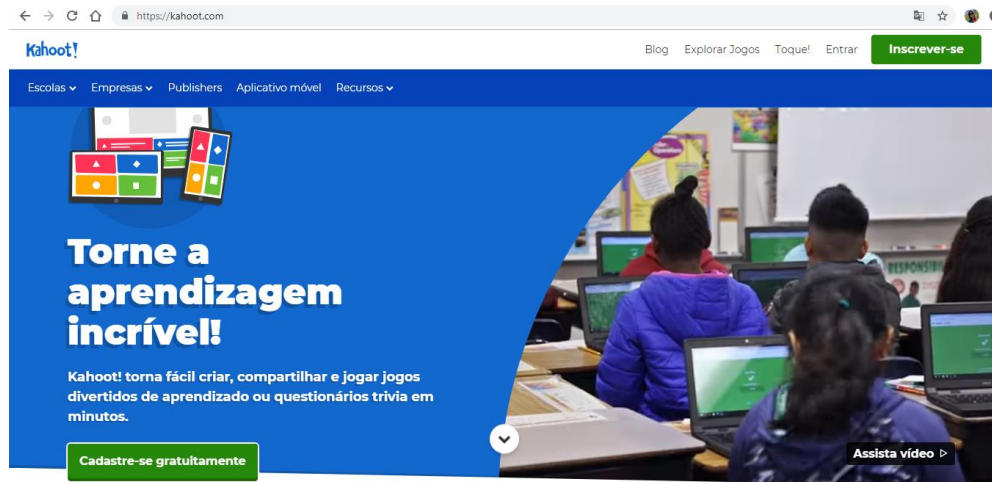 https://kahoot.com
Kahoot!
Blog Explorar Jogos Toque! Entrar Inscrever-se
Escolas Empresas Publishers Aplicativo móvel Recursos
Torne a
aprendizagem
incrível!
Kahoot! torna fácil criar, compartilhar e jogar jogos
divertidos de aprendizado ou questionários trivia em
minutos.
Cadastre-se gratuitamente
Assista vídeo